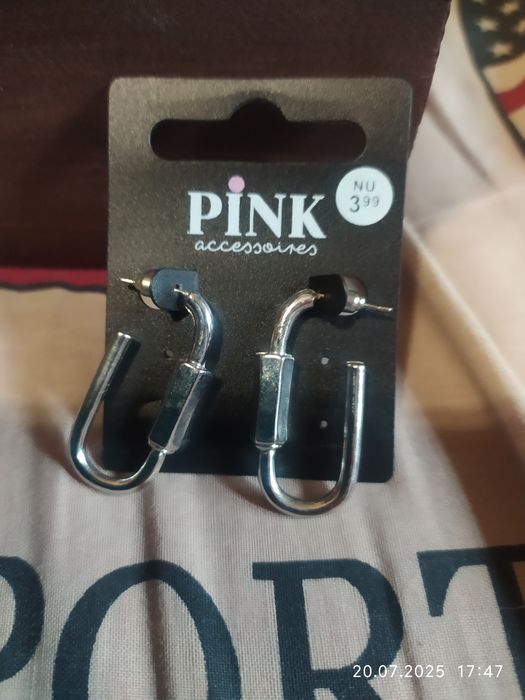 PINK
accessoires
NU
3.99
PORT
20.07.2025 17:47